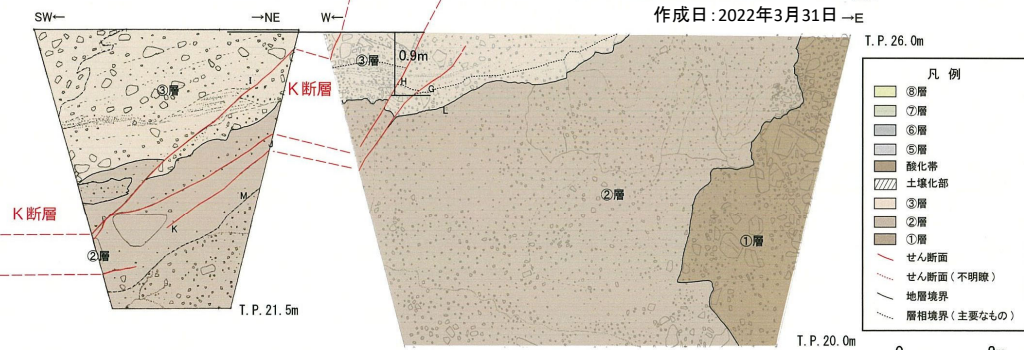 作成日:2022年3月31日
SW←
→NE
W←
→E
T.P. 26.0m
③層
I
K断層
③層
0.9m
H
G
L
J
M
K
K断層
②層
T.P. 21.5m
②層
①層
T.P. 20.0m
凡 例
⑧層
⑦層
⑥層
⑤層
酸化帯
土壌化部
③層
②層
①層
せん断面
せん断面(不明瞭)
地層境界
層相境界(主要なもの)